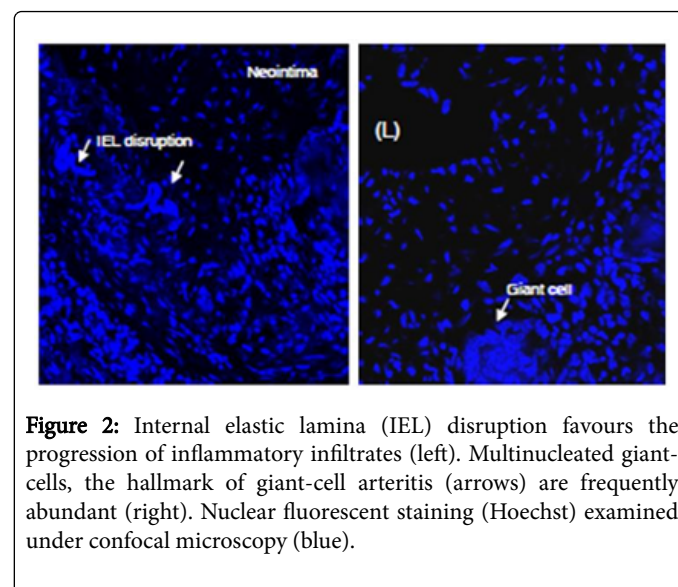 Neointima
IEL disruption
(L)
Giant cell
Figure 2: Internal elastic lamina (IEL) disruption favours the
progression of inflammatory infiltrates (left). Multinucleated giant-
cells, the hallmark of giant-cell arteritis (arrows) are frequently
abundant (right). Nuclear fluorescent staining (Hoechst) examined
under confocal microscopy (blue).